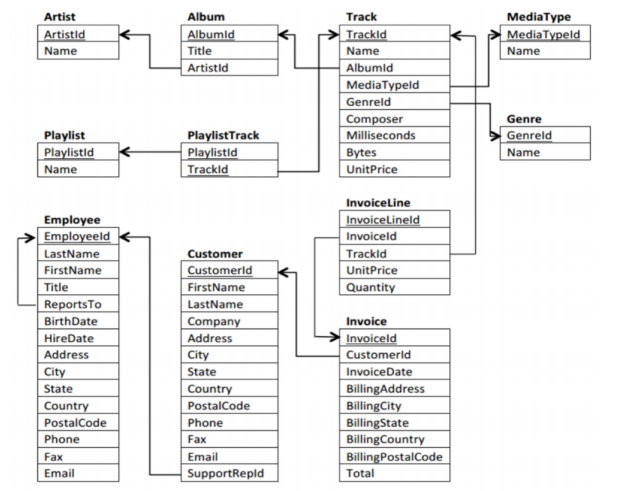 Artist
ArtistId
Name
Album
AlbumId
Title
ArtistId
Track
TrackId
Name
AlbumId
MediaTypeId
GenreId
Composer
Milliseconds
Bytes
UnitPrice
MediaType
MediaTypeId
Name
Genre
GenreId
Name
Playlist
PlaylistId
Name
PlaylistTrack
PlaylistId
TrackId
Employee
EmployeeId
LastName
FirstName
Title
ReportsTo
BirthDate
HireDate
Address
City
State
Country
PostalCode
Phone
Fax
Email
Customer
CustomerId
FirstName
LastName
Company
Address
City
State
Country
PostalCode
Phone
Fax
Email
SupportRepId
InvoiceLine
InvoiceLineId
InvoiceId
TrackId
UnitPrice
Quantity
Invoice
InvoiceId
CustomerId
InvoiceDate
BillingAddress
BillingCity
BillingState
BillingCountry
BillingPostalCode
Total